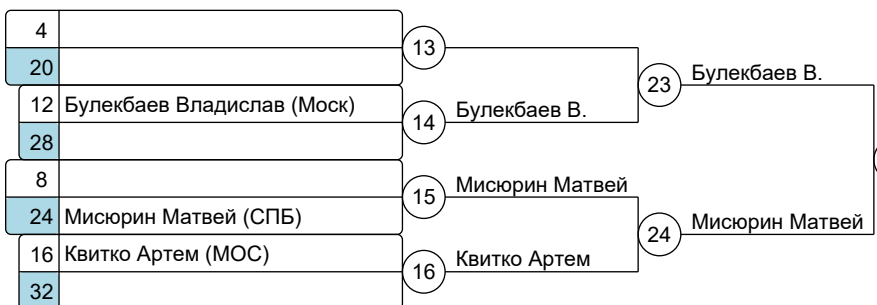 4
13
20
23 Булекбаев В.
12 Булекбаев Владислав (Моск)
14 Булекбаев В.
28
8
15 Мисюрин Матвей
24 Мисюрин Матвей (СПБ)
24 Мисюрин Матвей
16 Квитко Артем (МОС)
16 Квитко Артем
32